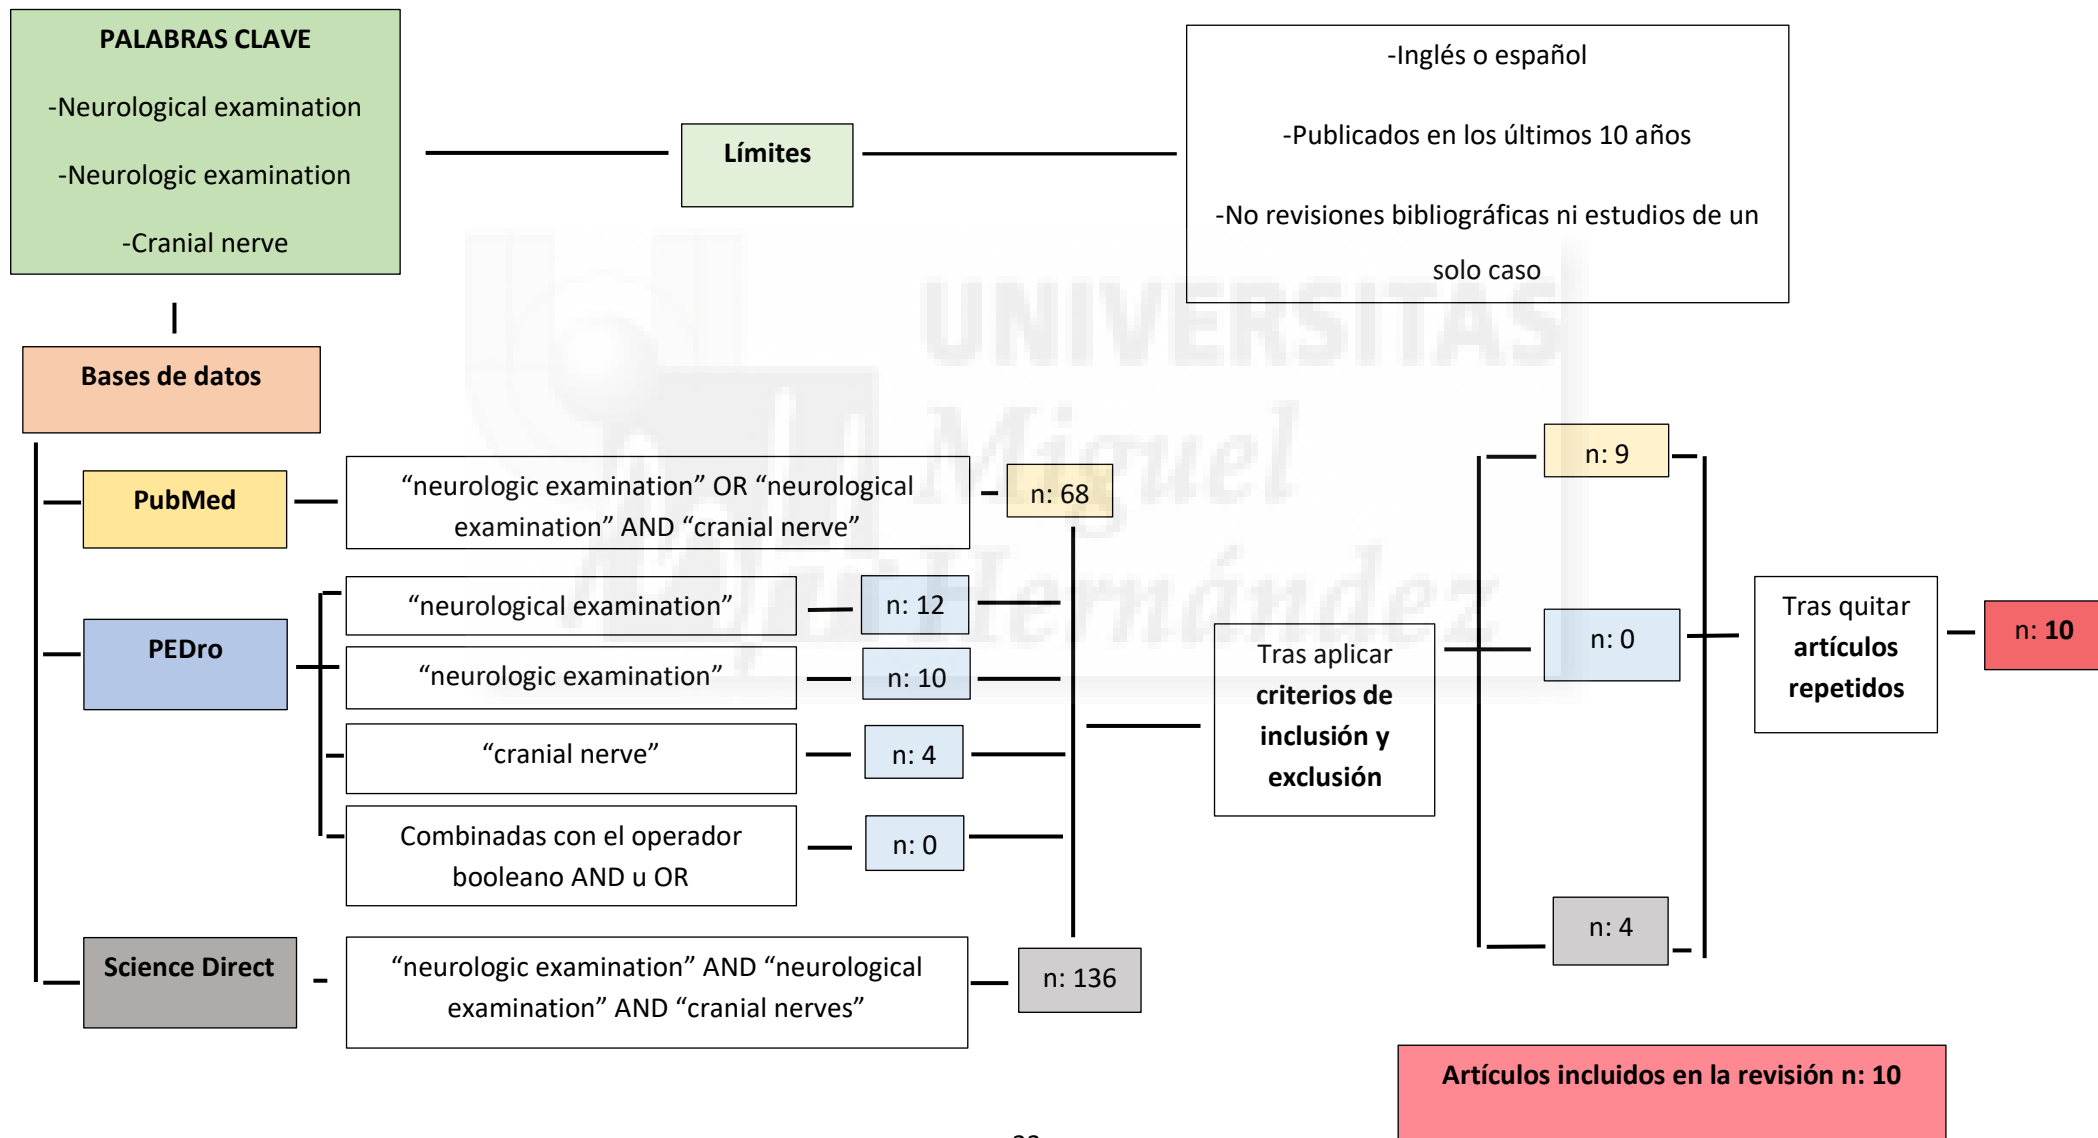 PALABRAS CLAVE
-Neurological examination
-Neurologic examination
-Cranial nerve
Límites
-Inglés o español
-Publicados en los últimos 10 años
-No revisiones bibliográficas ni estudios de un
solo caso
UNIVERSITAS
Miguel
Hernández
Bases de datos
PubMed
“neurologic examination” OR “neurological
examination” AND “cranial nerve”
n: 68
PEDro
“neurological examination”
n: 12
“neurologic examination”
n: 10
“cranial nerve”
n: 4
Combinadas con el operador
booleano AND u OR
n: 0
Science Direct
“neurologic examination” AND “neurological
examination” AND “cranial nerves”
n: 136
Tras aplicar
criterios de
inclusión y
exclusión
n: 9
n: 0
n: 4
Tras quitar
artículos
repetidos
n: 10
Artículos incluidos en la revisión n: 10